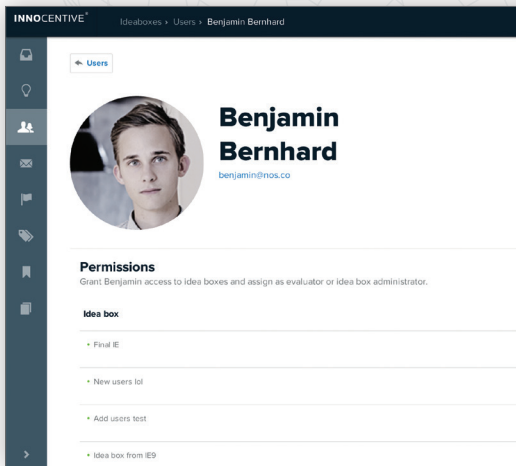 INNOCENTIVE®
Ideaboxes › Users › Benjamin Bernhard
Users
Benjamin
Bernhard
benjamin@nos.co
Permissions
Grant Benjamin access to idea boxes and assign as evaluator or idea box administrator.
Idea box
• Final IE
• New users lol
• Add users test
• Idea box from IE9